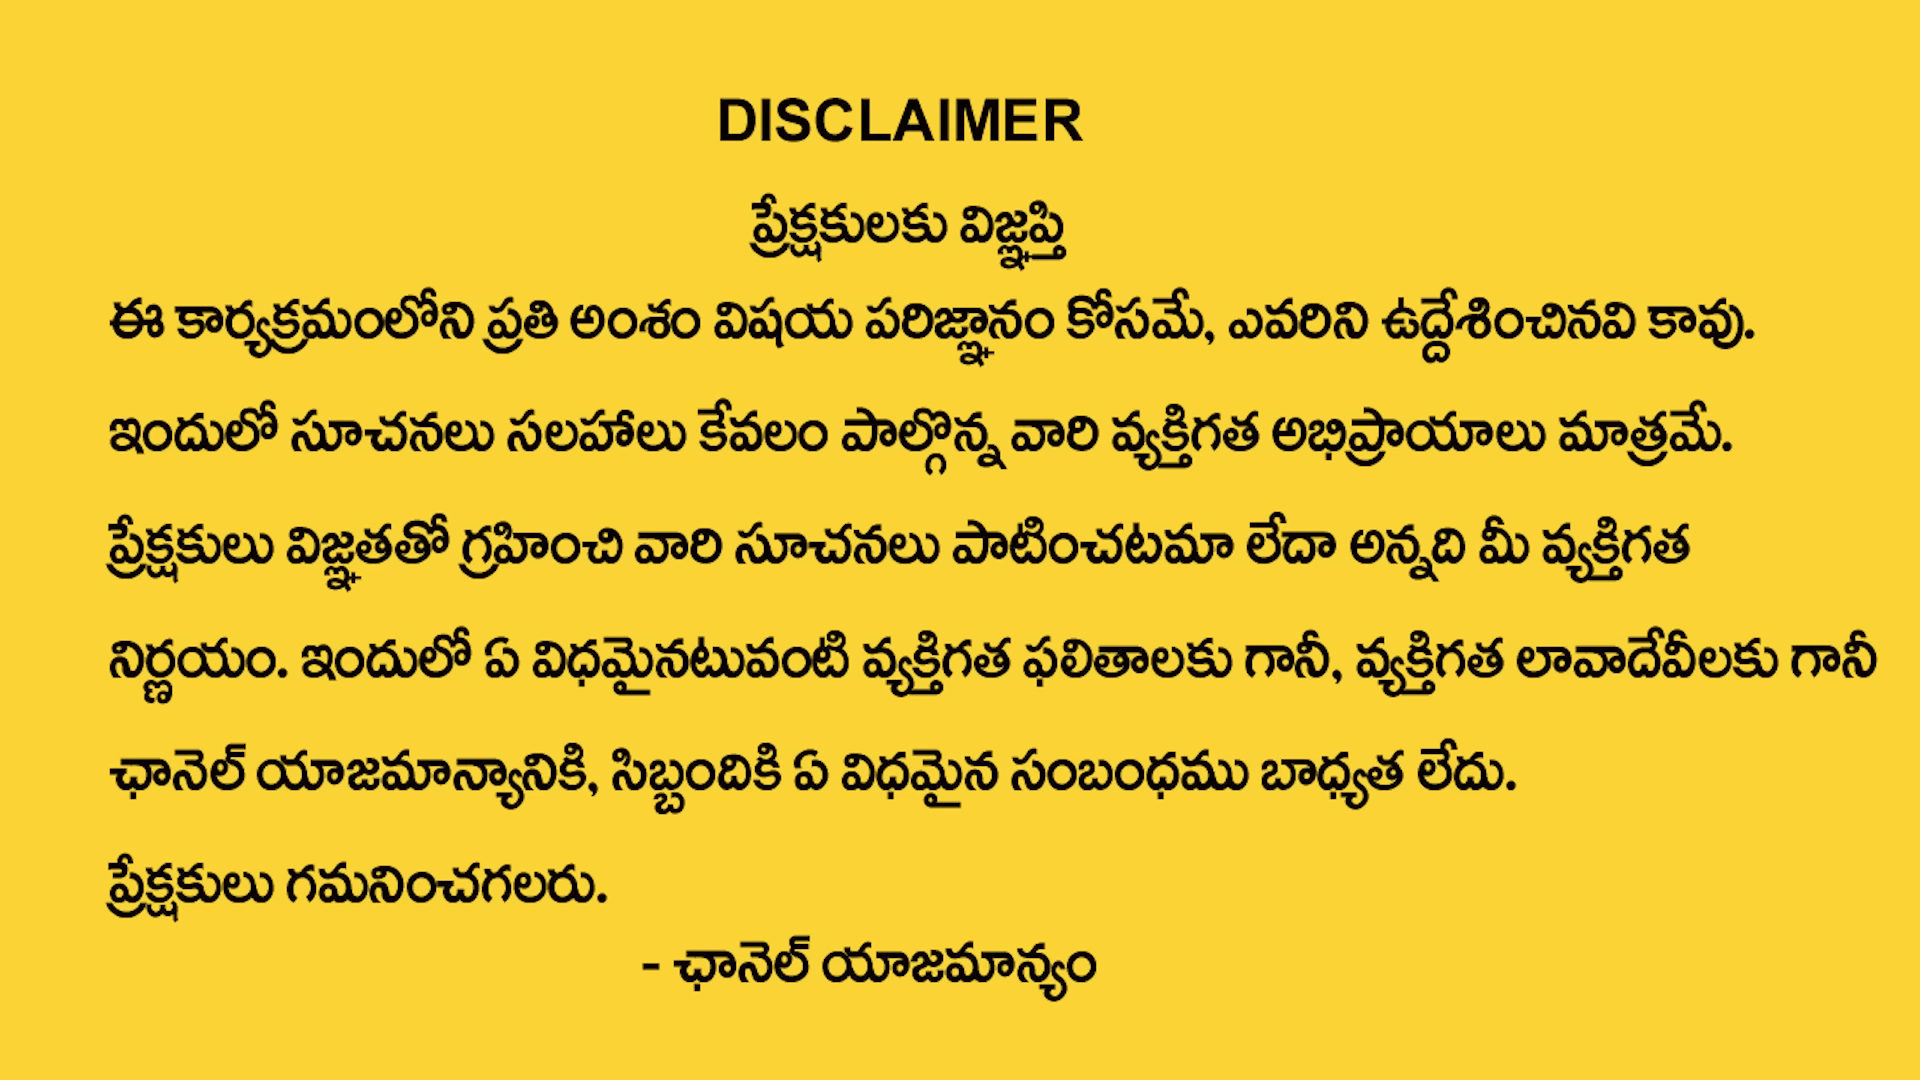 DISCLAIMER
ప్రేక్షకులకు విజ్ఞప్తి
ఈ కార్యక్రమంలోని ప్రతి అంశం విషయ పరిజ్ఞానం కోసమే, ఎవరిని ఉద్దేశించినవి కావు.
ఇందులో సూచనలు సలహాలు కేవలం పాల్గొన్న వారి వ్యక్తిగత అభిప్రాయాలు మాత్రమే.
ప్రేక్షకులు విజ్ఞతతో గ్రహించి వారి సూచనలు పాటించటమా లేదా అన్నది మీ వ్యక్తిగత
నిర్ణయం. ఇందులో ఏ విధమైనటువంటి వ్యక్తిగత ఫలితాలకు గానీ, వ్యక్తిగత లావాదేవీలకు గానీ
ఛానెల్ యాజమాన్యానికి, సిబ్బందికి ఏ విధమైన సంబంధము బాధ్యత లేదు.
ప్రేక్షకులు గమనించగలరు.
- ఛానెల్ యాజమాన్యం